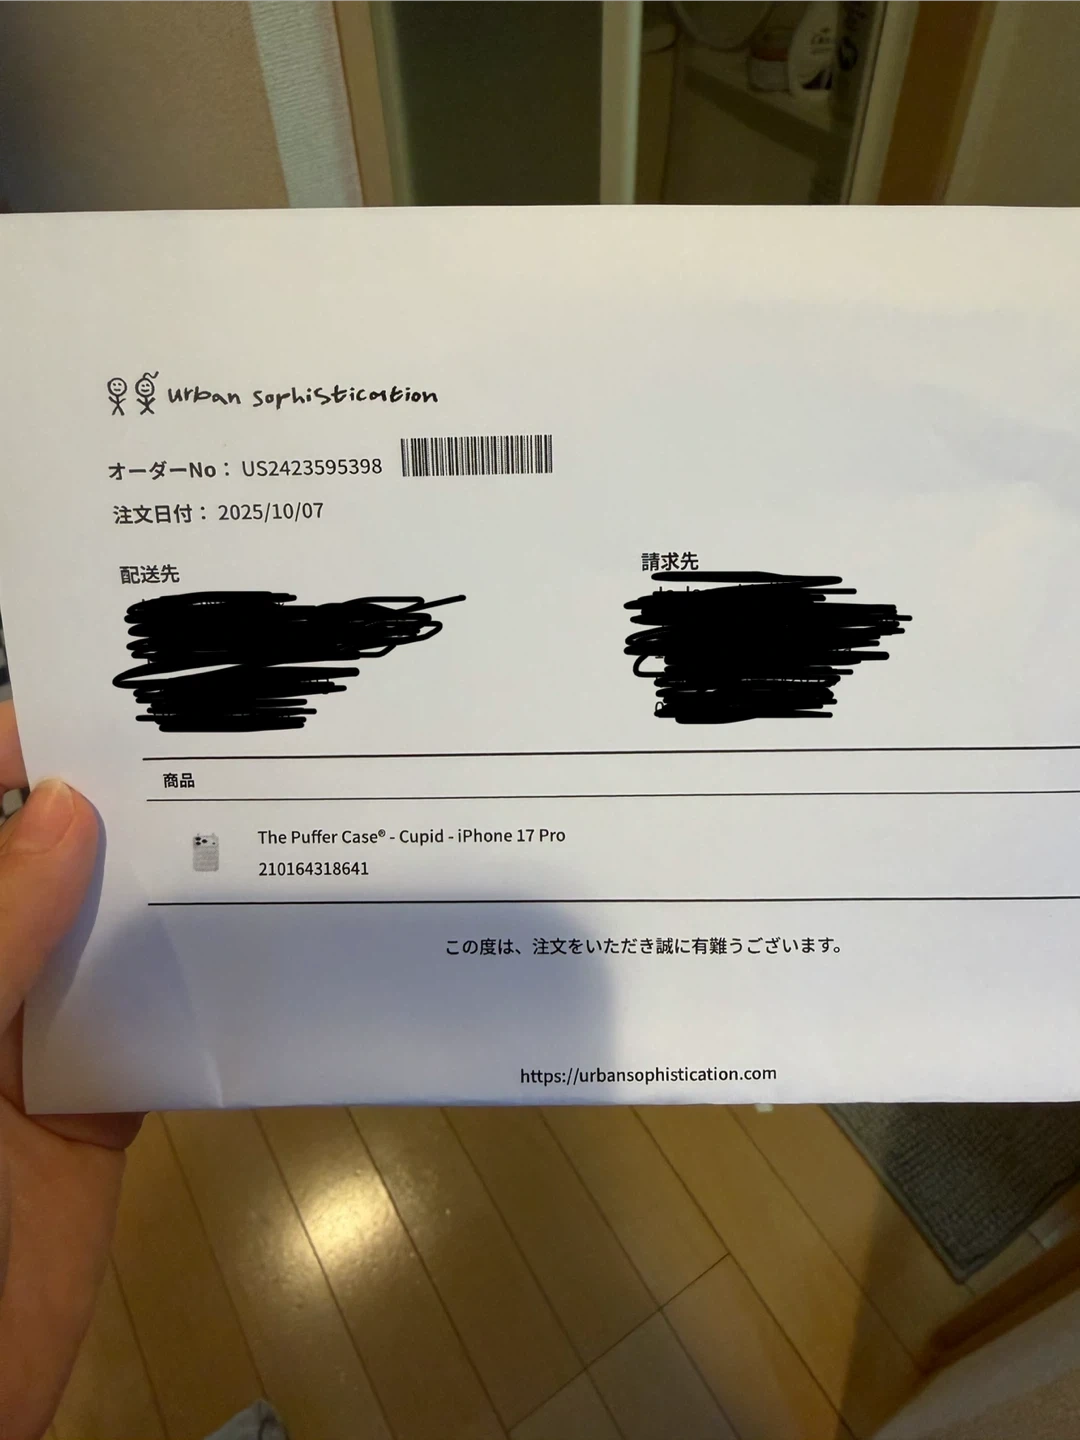 urban sophistication
オーダーNo： US2423595398
注文日付： 2025/10/07
配送先
請求先
商品
The Puffer Case® - Cupid - iPhone 17 Pro
210164318641
この度は、注文をいただき誠に有難うございます。
https://urbansophistication.com